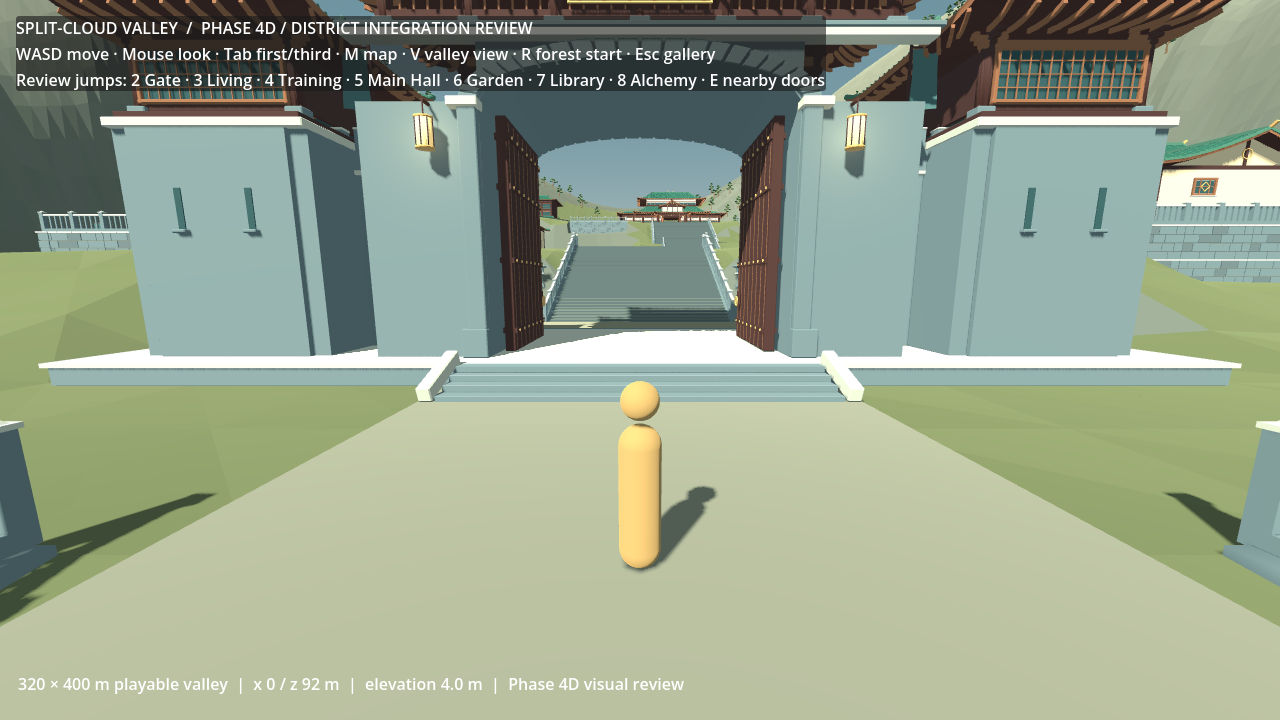 SPLIT-CLOUD VALLEY / PHASE 4D / DISTRICT INTEGRATION REVIEW
WASD move · Mouse look · Tab first/third · M map · V valley view · R forest start · Esc gallery
Review jumps: 2 Gate · 3 Living · 4 Training · 5 Main Hall · 6 Garden · 7 Library · 8 Alchemy · E nearby doors
320 × 400 m playable valley | x 0 / z 92 m | elevation 4.0 m | Phase 4D visual review